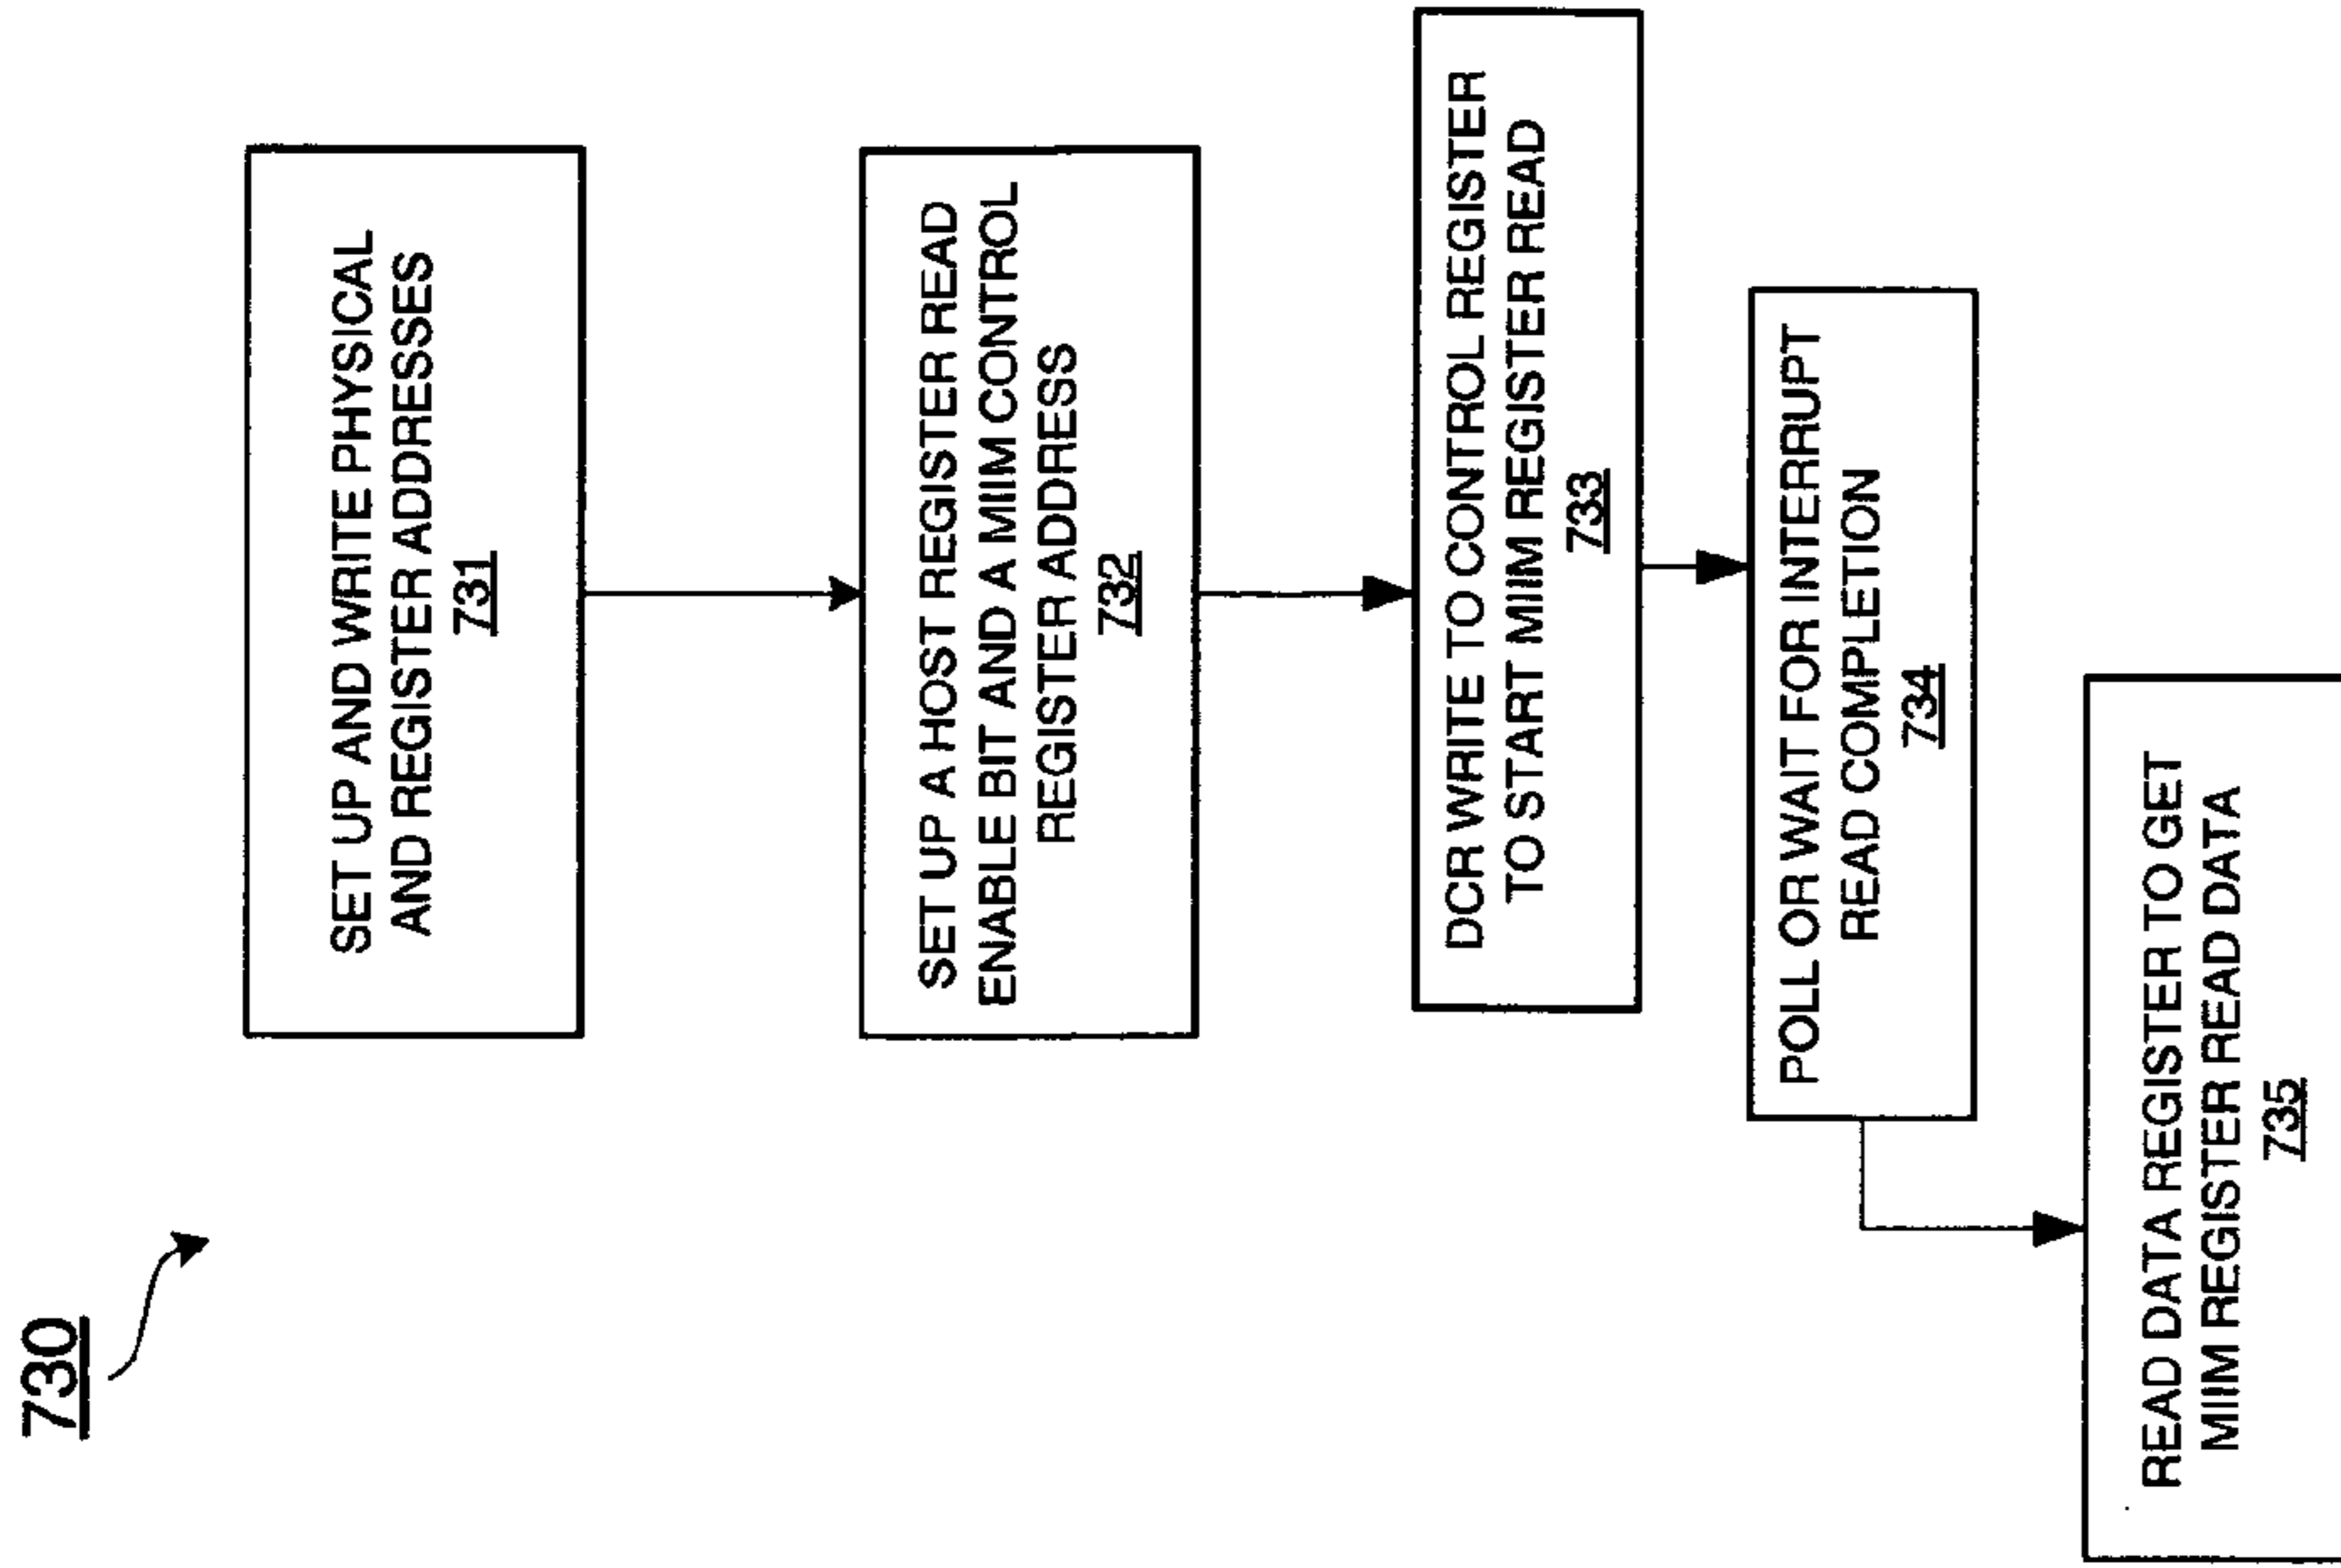 730
SET UP AND WRITE PHYSICAL
AND REGISTER ADDRESSES
731
SET UP A HOST REGISTER READ
ENABLE BIT AND A MIIM CONTROL
REGISTER ADDRESS
732
DCR WRITE TO CONTROL REGISTER
TO START MIIM REGISTER READ
733
POLL OR WAIT FOR INTERRUPT
READ COMPLETION
734
READ DATA REGISTER TO GET
MIIM REGISTER READ DATA
735